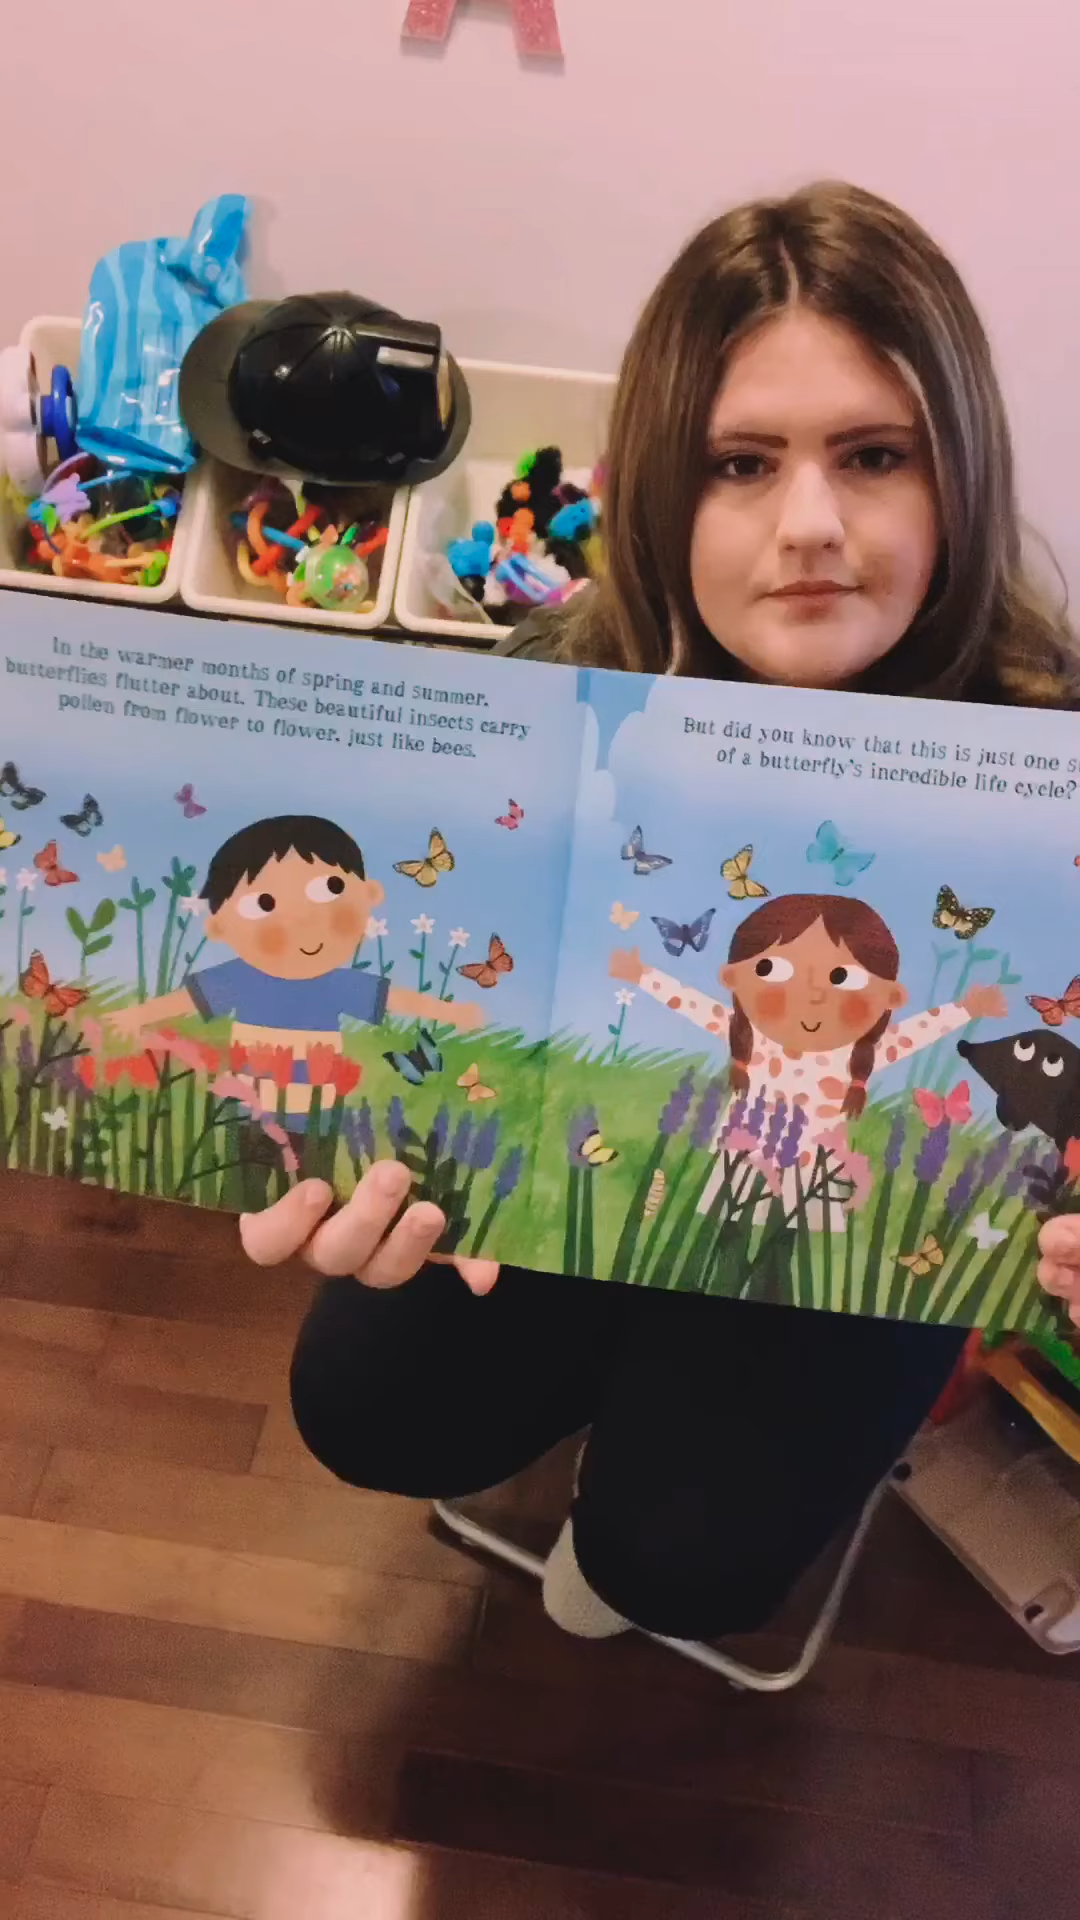 A
In the warmer months of spring and summer,
butterflies flutter about. These beautiful insects carry
pollen from flower to flower, just like bees.
But did you know that this is just one
of a butterfly's incredible life cycle?